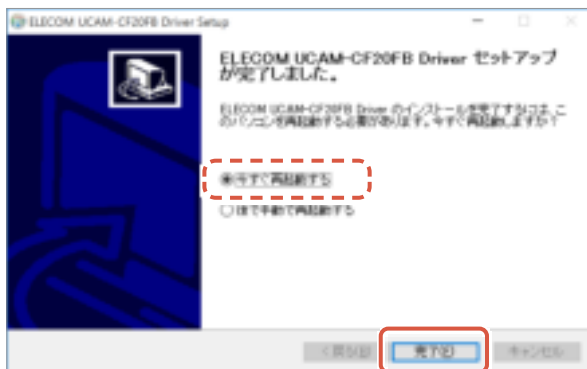 ELECOM UCAM-CF20FB Driver Setup
ELECOM UCAM-CF20FB Driver セットアップ
が完了しました。
ELECOM UCAM-CF20FB Driver のインストールを完了するには、こ
のパソコンを再起動する必要があります。今すぐ再起動しますか？
今すぐ再起動する
後で手動で再起動する
< 戻る(B)
完了(F)
キャンセル